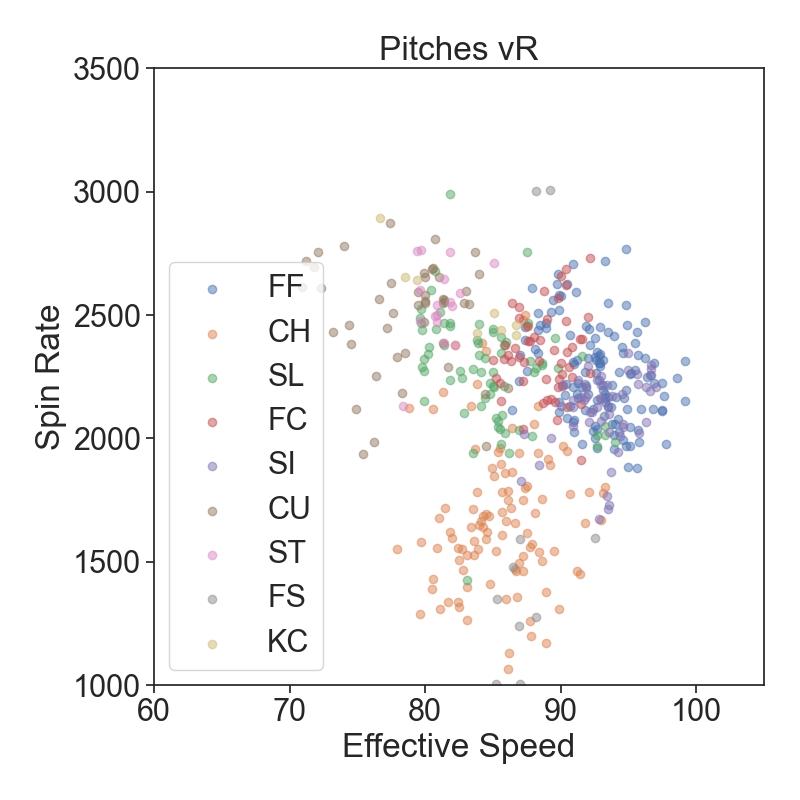 Pitches vR
3500
3000
2500
2000
1500
1000
Spin Rate
FF
CH
SL
FC
SI
CU
ST
FS
KC
60 70 80 90 100
Effective Speed